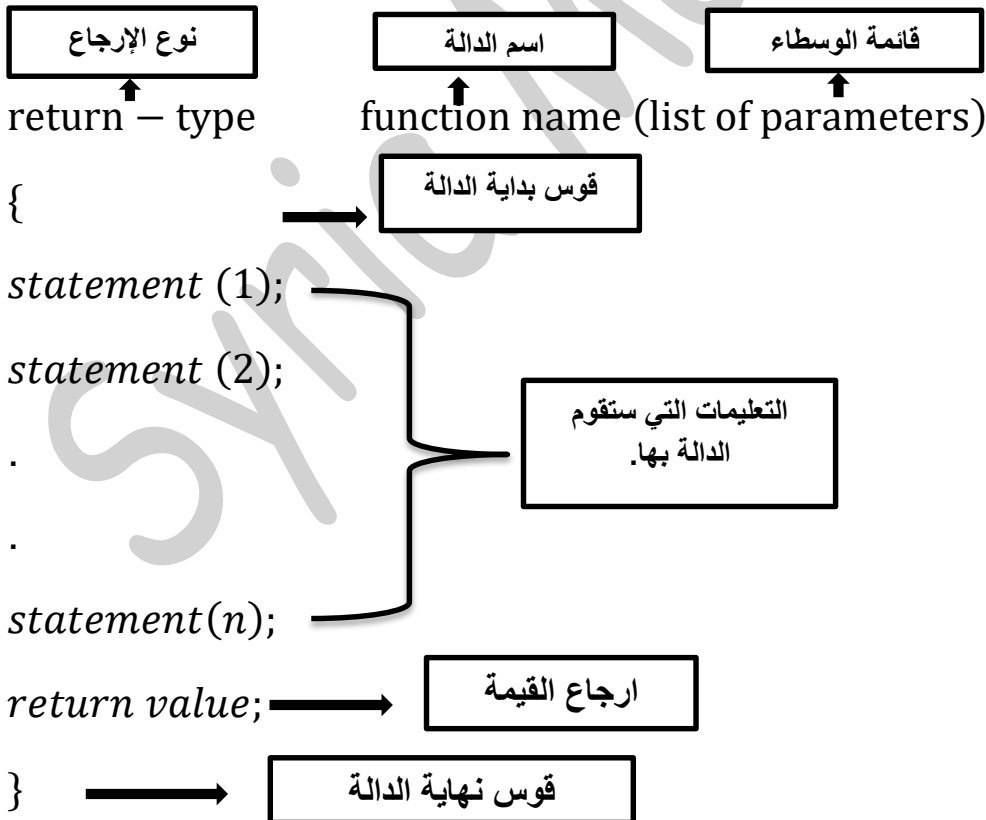 نوع الإرجاع
اسم الدالة
قائمة الوسطاء
return – type function name (list of parameters)
{
قوس بداية الدالة
statement (1);
statement (2);
التعليمات التي ستقوم
الدالة بها.
.
.
statement(n);
return value;
ارجاع القيمة
}
قوس نهاية الدالة